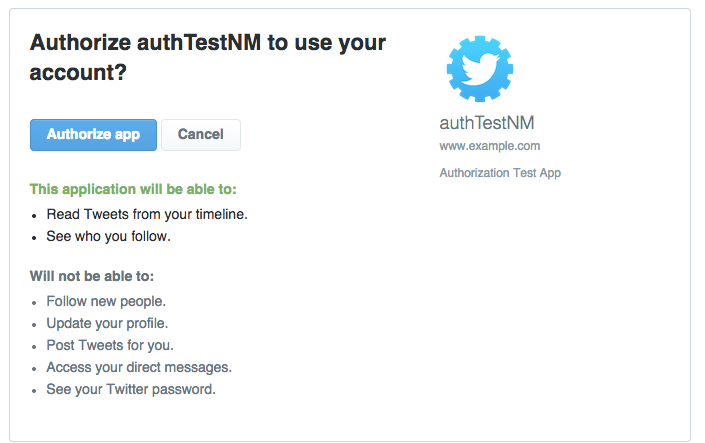 Authorize authTestNM to use your
account?
Authorize app
Cancel
This application will be able to:
• Read Tweets from your timeline.
• See who you follow.
Will not be able to:
• Follow new people.
• Update your profile.
• Post Tweets for you.
• Access your direct messages.
• See your Twitter password.
authTestNM
www.example.com
Authorization Test App